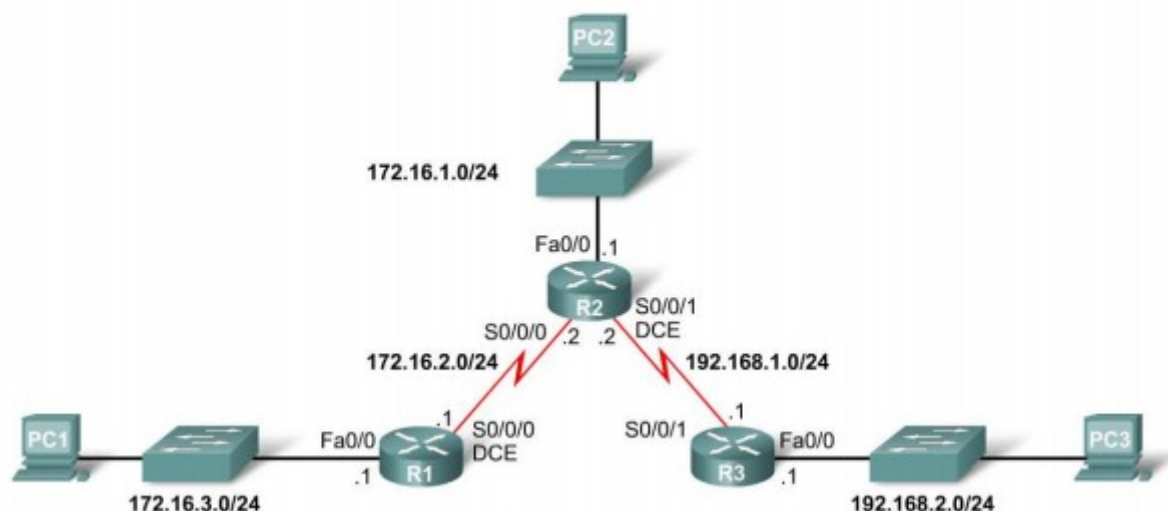 PC2
172.16.1.0/24
Fa0/0
.1
R2
S0/0/1
DCE
S0/0/0
.2
.2
172.16.2.0/24
192.168.1.0/24
.1
S0/0/0
DCE
Fa0/0
.1
R1
PC1
172.16.3.0/24
.1
S0/0/1
Fa0/0
.1
R3
PC3
192.168.2.0/24